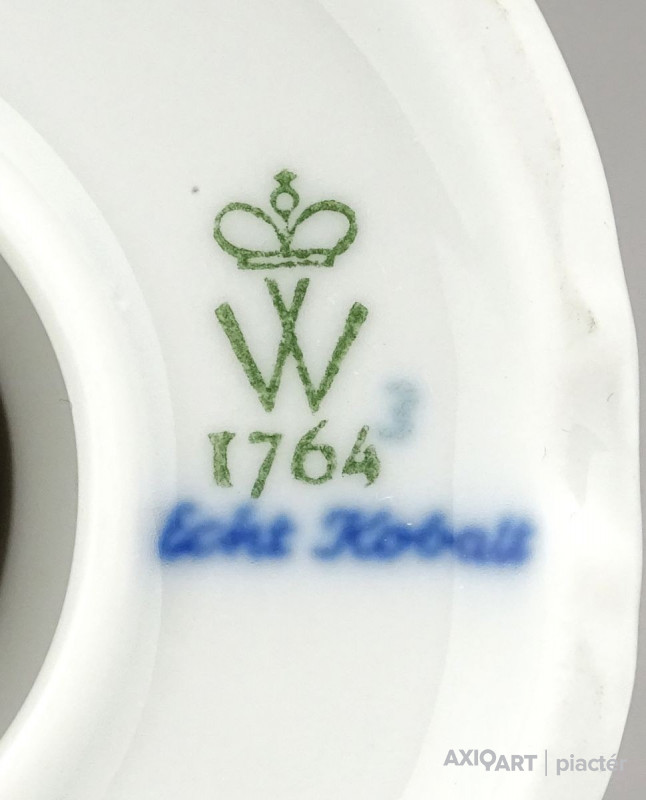 W
3
1764
Echt Kobalt
AXIOART | piactér